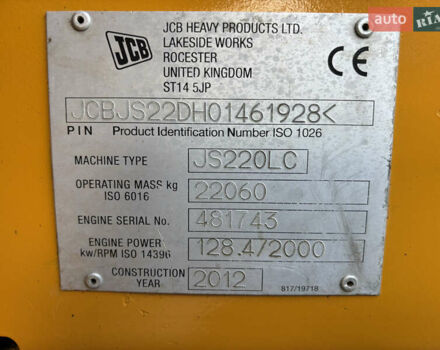 JCB HEAVY PRODUCTS LTD.
LAKESIDE WORKS
ROCESTER
UNITED KINGDOM
ST14 5JP
JCB
CE
auto RIA
JCBJS22DH01461928<
PIN Product Identification Number ISO 1026
MACHINE TYPE JS220LC
OPERATING MASS kg
ISO 6016
22060
ENGINE SERIAL No. 481743
ENGINE POWER
kw/RPM ISO 14396
128.4/2000
CONSTRUCTION
YEAR
2012
817/19718